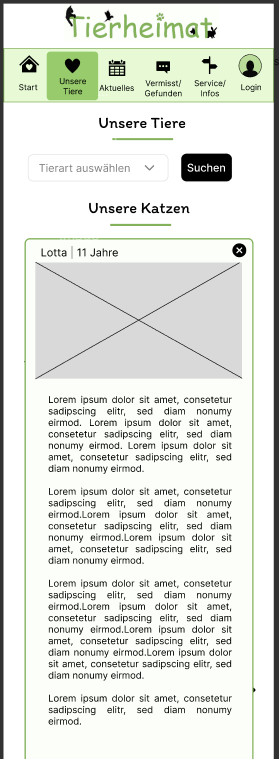 Tierheimat
Start
Unsere Tiere
Aktuelles
Vermisst/
Gefunden
Service/
Infos
Login
Unsere Tiere
Tierart auswählen
Suchen
Unsere Katzen
Lotta | 11 Jahre
Lorem ipsum dolor sit amet, consetetur
sadipscing elitr, sed diam nonumy
eirmod. Lorem ipsum dolor sit amet,
consetetur sadipscing elitr, sed diam
nonumy eirmod. Lorem ipsum dolor sit
amet, consetetur sadipscing elitr, sed
diam nonumy eirmod.
Lorem ipsum dolor sit amet, consetetur
sadipscing elitr, sed diam nonumy
eirmod.Lorem ipsum dolor sit amet,
consetetur sadipscing elitr, sed diam
nonumy eirmod.Lorem ipsum dolor sit
amet, consetetur sadipscing elitr, sed
diam nonumy eirmod.
Lorem ipsum dolor sit amet, consetetur
sadipscing elitr, sed diam nonumy
eirmod.Lorem ipsum dolor sit amet,
consetetur sadipscing elitr, sed diam
nonumy eirmod.Lorem ipsum dolor sit
amet, consetetur sadipscing elitr, sed
diam nonumy eirmod.Lorem ipsum dolor
sit amet, consetetur sadipscing elitr, sed
diam nonumy eirmod.
Lorem ipsum dolor sit amet, consetetur
sadipscing elitr, sed diam nonumy
eirmod.